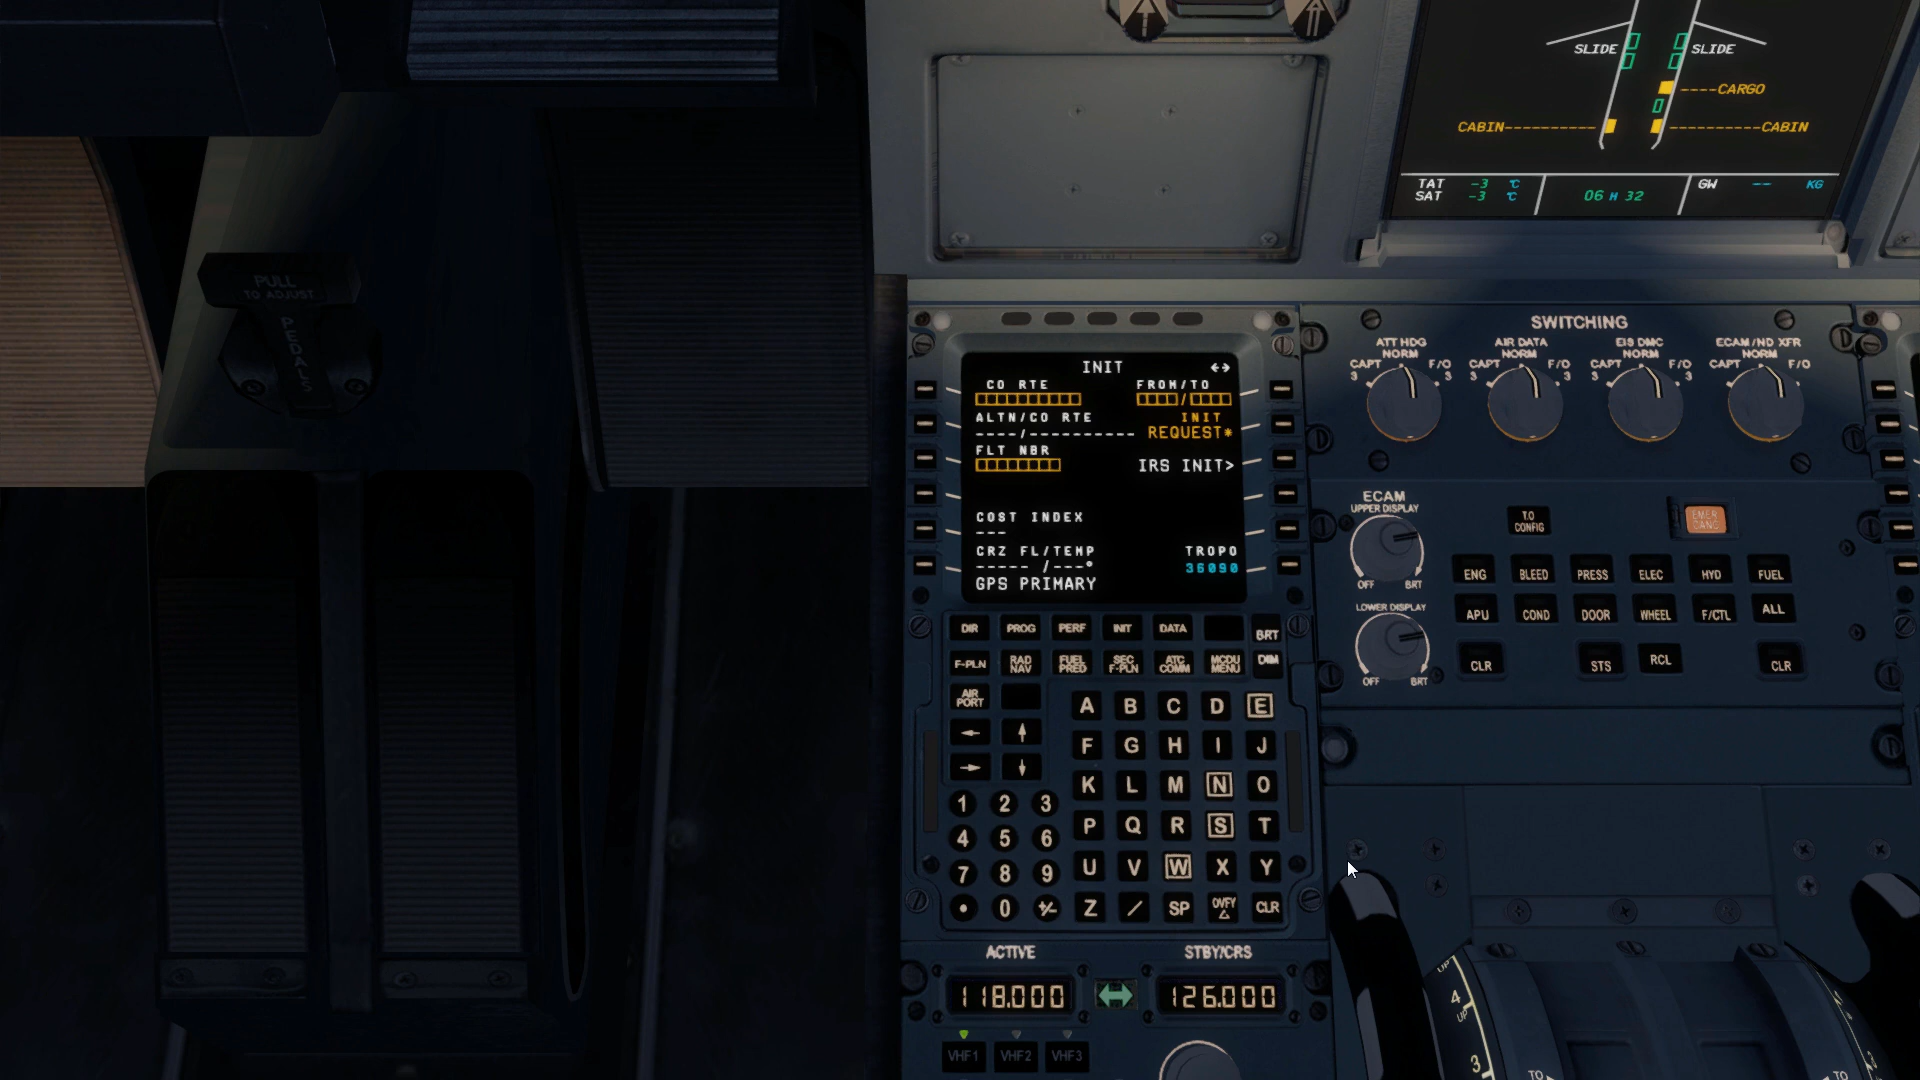 SLIDE SLIDE
----CARGO
CABIN------------- -------------CABIN
TAT -3 °C
SAT -3 °C
06 H 32
GW -- KG
PULL
TO ADJUST
PEDALS
INIT ↔
CO RTE FROM/TO
/
ALTN/CO RTE INIT
----/---------- REQUEST*
FLT NBR
IRS INIT>
COST INDEX
---
CRZ FL/TEMP TROPO
----- /---° 36090
GPS PRIMARY
DIR PROG PERF INIT DATA BRT
F-PLN RAD NAV FUEL PRED SEC F-PLN ATC COMM MCDU MENU DIM
AIR PORT
A B C D E
← ↑ F G H I J
→ ↓ K L M N O
1 2 3
P Q R S T
4 5 6
U V W X Y
7 8 9
• 0 +/- Z / SP OVFY △ CLR
ACTIVE STBY/CRS
118.000 126.000
VHF1 VHF2 VHF3
SWITCHING
ATT HDG AIR DATA EIS DMC ECAM/ND XFR
NORM NORM NORM NORM
CAPT F/O CAPT F/O CAPT F/O CAPT F/O
3 3 3 3 3 3
ECAM
UPPER DISPLAY
OFF BRT
T.O CONFIG
EMER CANC
ENG BLEED PRESS ELEC HYD FUEL
LOWER DISPLAY
APU COND DOOR WHEEL F/CTL ALL
CLR STS RCL CLR
OFF BRT
UP
4
UP
3
TO TO